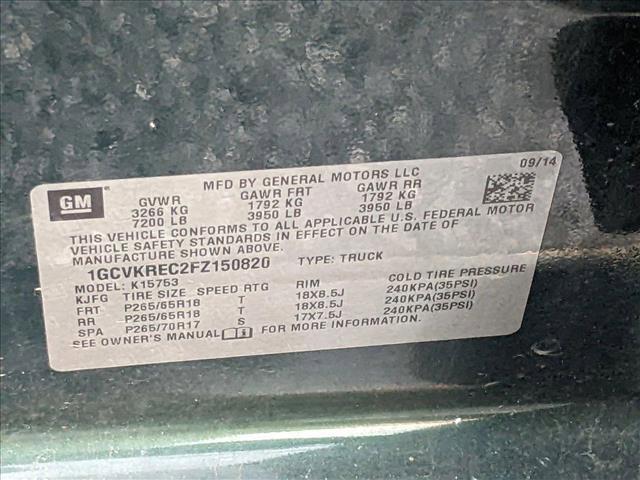 GM
MFD BY GENERAL MOTORS LLC 09/14
GVWR GAWR FRT GAWR RR
3266 KG 1792 KG 1792 KG
7200 LB 3950 LB 3950 LB
THIS VEHICLE CONFORMS TO ALL APPLICABLE U.S. FEDERAL MOTOR
VEHICLE SAFETY STANDARDS IN EFFECT ON THE DATE OF
MANUFACTURE SHOWN ABOVE.
1GCVKREC2FZ150820 TYPE: TRUCK
MODEL: K15753
KJFG TIRE SIZE SPEED RTG RIM COLD TIRE PRESSURE
FRT P265/65R18 T 18X8.5J 240KPA(35PSI)
RR P265/65R18 T 18X8.5J 240KPA(35PSI)
SPA P265/70R17 S 17X7.5J 240KPA(35PSI)
SEE OWNER'S MANUAL FOR MORE INFORMATION